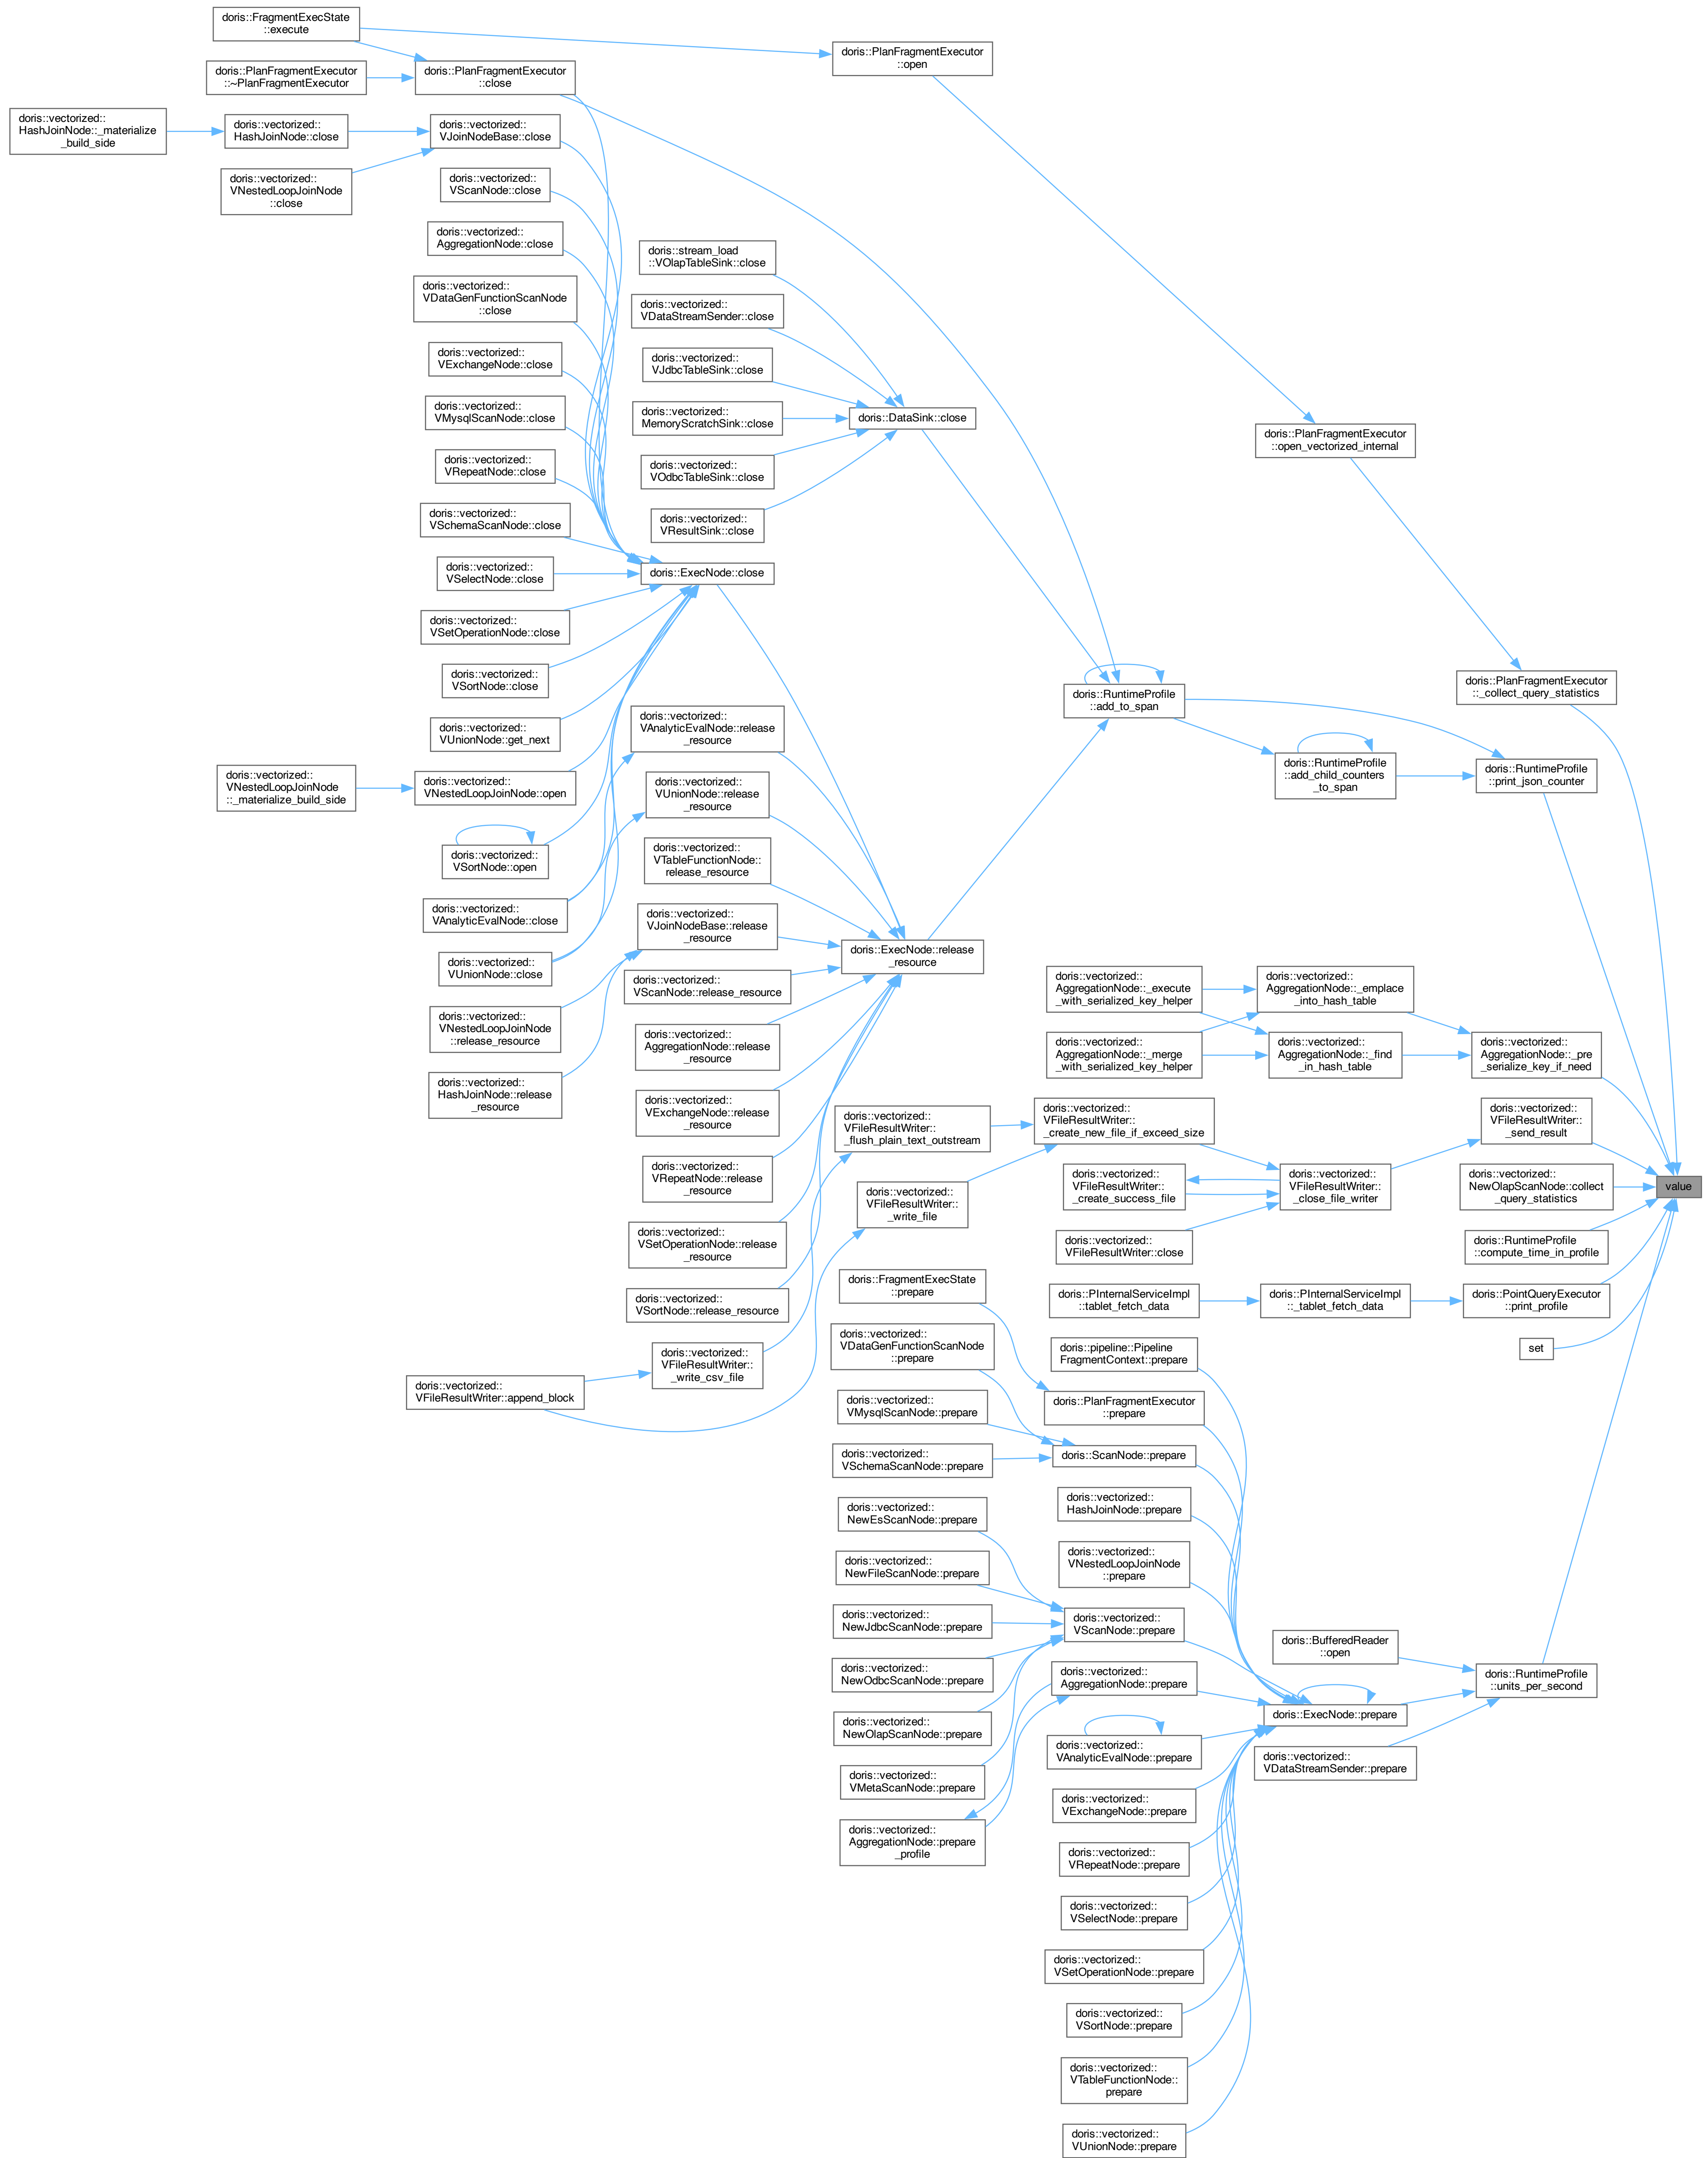 doris::FragmentExecState
::execute
doris::PlanFragmentExecutor
::open
doris::PlanFragmentExecutor
::~PlanFragmentExecutor
doris::PlanFragmentExecutor
::close
doris::vectorized::
HashJoinNode::_materialize
_build_side
doris::vectorized::
HashJoinNode::close
doris::vectorized::
VJoinNodeBase::close
doris::vectorized::
VNestedLoopJoinNode
::close
doris::vectorized::
VScanNode::close
doris::vectorized::
AggregationNode::close
doris::vectorized::
VDataGenFunctionScanNode
::close
doris::vectorized::
VExchangeNode::close
doris::vectorized::
VMysqlScanNode::close
doris::vectorized::
VRepeatNode::close
doris::vectorized::
VSchemaScanNode::close
doris::vectorized::
VSelectNode::close
doris::vectorized::
VSetOperationNode::close
doris::vectorized::
VSortNode::close
doris::vectorized::
VUnionNode::get_next
doris::vectorized::
VNestedLoopJoinNode
::_materialize_build_side
doris::vectorized::
VNestedLoopJoinNode::open
doris::vectorized::
VSortNode::open
doris::vectorized::
VAnalyticEvalNode::close
doris::vectorized::
VUnionNode::close
doris::vectorized::
VNestedLoopJoinNode
::release_resource
doris::vectorized::
HashJoinNode::release
_resource
doris::stream_load
::VOlapTableSink::close
doris::vectorized::
VDataStreamSender::close
doris::vectorized::
VJdbcTableSink::close
doris::vectorized::
MemoryScratchSink::close
doris::vectorized::
VOdbcTableSink::close
doris::vectorized::
VResultSink::close
doris::DataSink::close
doris::ExecNode::close
doris::vectorized::
VAnalyticEvalNode::release
_resource
doris::vectorized::
VUnionNode::release
_resource
doris::vectorized::
VTableFunctionNode::
release_resource
doris::vectorized::
VJoinNodeBase::release
_resource
doris::vectorized::
VScanNode::release_resource
doris::vectorized::
AggregationNode::release
_resource
doris::vectorized::
VExchangeNode::release
_resource
doris::vectorized::
VRepeatNode::release
_resource
doris::vectorized::
VSetOperationNode::release
_resource
doris::vectorized::
VSortNode::release_resource
doris::ExecNode::release
_resource
doris::PlanFragmentExecutor
::open_vectorized_internal
doris::PlanFragmentExecutor
::_collect_query_statistics
doris::RuntimeProfile
::add_to_span
doris::RuntimeProfile
::add_child_counters
_to_span
doris::RuntimeProfile
::print_json_counter
doris::vectorized::
AggregationNode::_execute
_with_serialized_key_helper
doris::vectorized::
AggregationNode::_emplace
_into_hash_table
doris::vectorized::
AggregationNode::_merge
_with_serialized_key_helper
doris::vectorized::
AggregationNode::_find
_in_hash_table
doris::vectorized::
AggregationNode::_pre
_serialize_key_if_need
doris::vectorized::
VFileResultWriter::
_flush_plain_text_outstream
doris::vectorized::
VFileResultWriter::
_create_new_file_if_exceed_size
doris::vectorized::
VFileResultWriter::
_send_result
doris::vectorized::
VFileResultWriter::
_write_file
doris::vectorized::
VFileResultWriter::
_create_success_file
doris::vectorized::
VFileResultWriter::
_close_file_writer
doris::vectorized::
NewOlapScanNode::collect
_query_statistics
value
doris::vectorized::
VFileResultWriter::close
doris::RuntimeProfile
::compute_time_in_profile
doris::PInternalServiceImpl
::tablet_fetch_data
doris::PInternalServiceImpl
::_tablet_fetch_data
doris::PointQueryExecutor
::print_profile
set
doris::vectorized::
VFileResultWriter::append_block
doris::vectorized::
VFileResultWriter::
_write_csv_file
doris::FragmentExecState
::prepare
doris::vectorized::
VDataGenFunctionScanNode
::prepare
doris::vectorized::
VMysqlScanNode::prepare
doris::vectorized::
VSchemaScanNode::prepare
doris::vectorized::
NewEsScanNode::prepare
doris::vectorized::
NewFileScanNode::prepare
doris::vectorized::
NewJdbcScanNode::prepare
doris::vectorized::
NewOdbcScanNode::prepare
doris::vectorized::
NewOlapScanNode::prepare
doris::vectorized::
VMetaScanNode::prepare
doris::vectorized::
AggregationNode::prepare
_profile
doris::pipeline::Pipeline
FragmentContext::prepare
doris::PlanFragmentExecutor
::prepare
doris::ScanNode::prepare
doris::vectorized::
HashJoinNode::prepare
doris::vectorized::
VNestedLoopJoinNode
::prepare
doris::vectorized::
VScanNode::prepare
doris::vectorized::
AggregationNode::prepare
doris::vectorized::
VAnalyticEvalNode::prepare
doris::vectorized::
VExchangeNode::prepare
doris::vectorized::
VRepeatNode::prepare
doris::vectorized::
VSelectNode::prepare
doris::vectorized::
VSetOperationNode::prepare
doris::vectorized::
VSortNode::prepare
doris::vectorized::
VTableFunctionNode::
prepare
doris::vectorized::
VUnionNode::prepare
doris::BufferedReader
::open
doris::ExecNode::prepare
doris::vectorized::
VDataStreamSender::prepare
doris::RuntimeProfile
::units_per_second